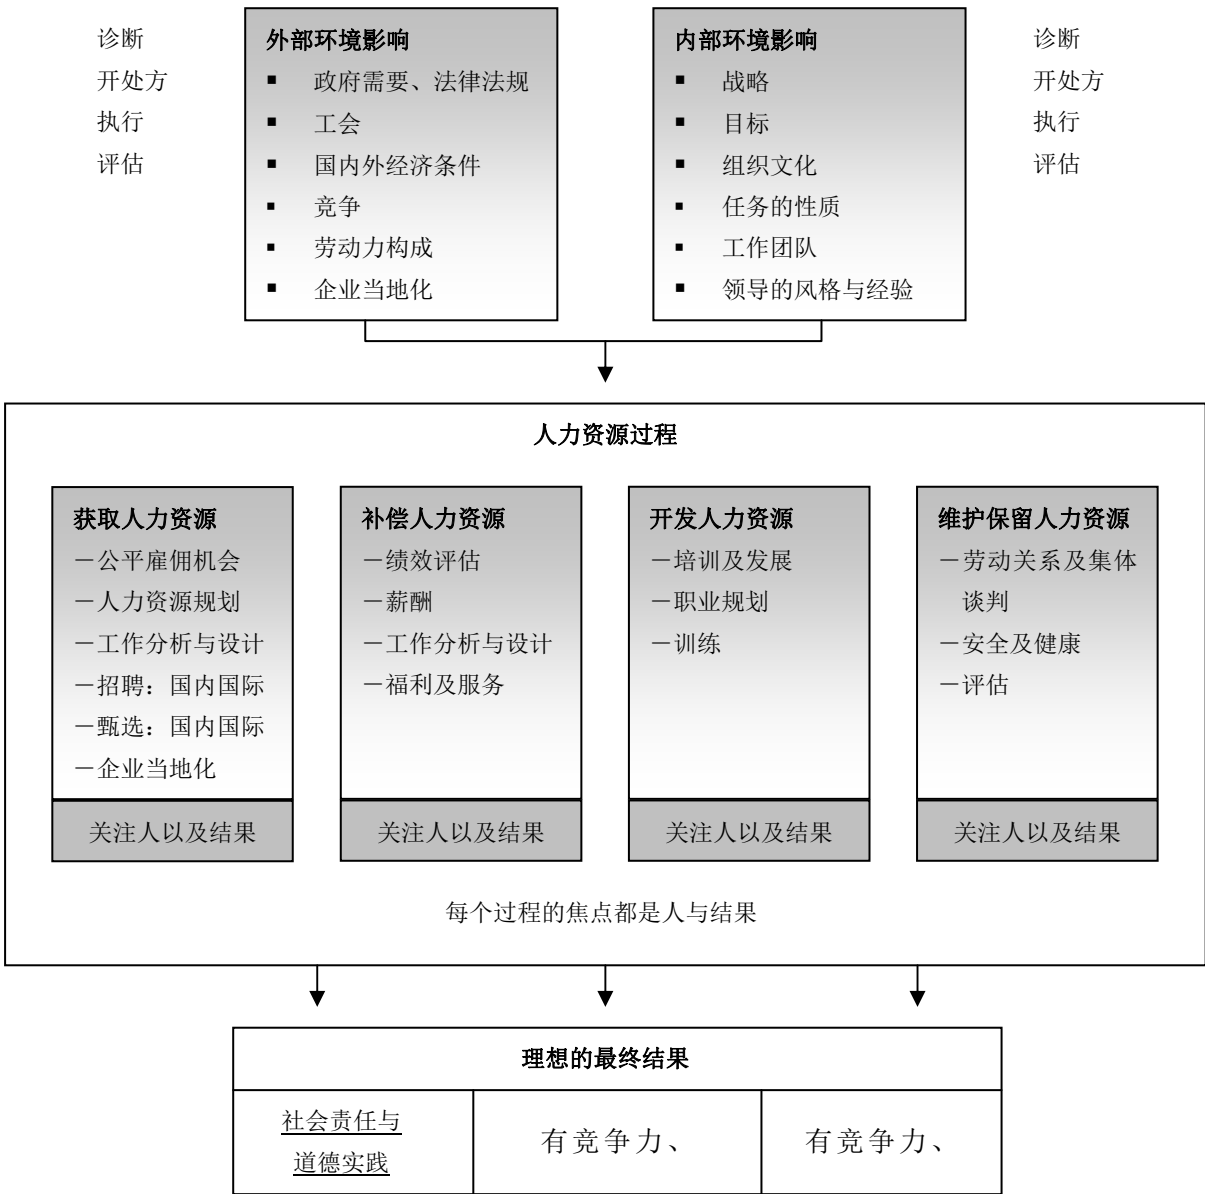 诊断
开处方
执行
评估
外部环境影响
▪ 政府需要、法律法规
▪ 工会
▪ 国内外经济条件
▪ 竞争
▪ 劳动力构成
▪ 企业当地化
内部环境影响
▪ 战略
▪ 目标
▪ 组织文化
▪ 任务的性质
▪ 工作团队
▪ 领导的风格与经验
诊断
开处方
执行
评估
人力资源过程
获取人力资源
－公平雇佣机会
－人力资源规划
－工作分析与设计
－招聘：国内国际
－甄选：国内国际
－企业当地化
关注人以及结果
补偿人力资源
－绩效评估
－薪酬
－工作分析与设计
－福利及服务
关注人以及结果
开发人力资源
－培训及发展
－职业规划
－训练
关注人以及结果
维护保留人力资源
－劳动关系及集体
谈判
－安全及健康
－评估
关注人以及结果
每个过程的焦点都是人与结果
理想的最终结果
社会责任与
道德实践
有竞争力、
有竞争力、